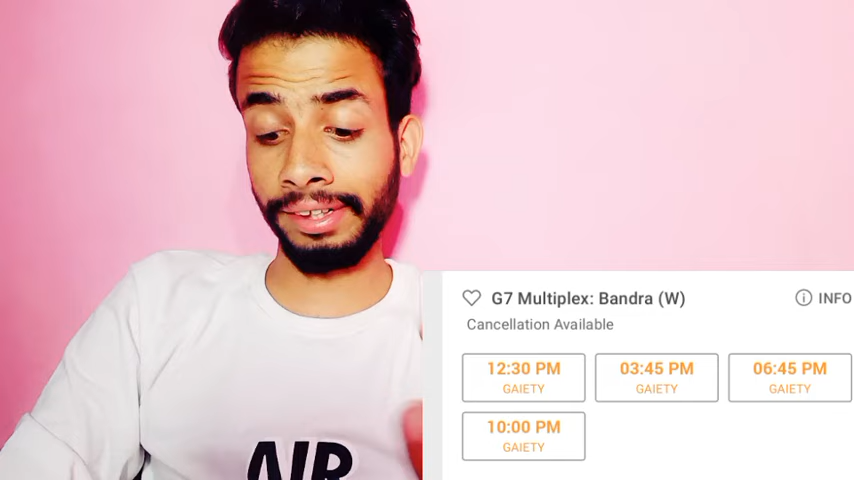 G7 Multiplex: Bandra (W)
INFO
Cancellation Available
12:30 PM
GAIETY
03:45 PM
GAIETY
06:45 PM
GAIETY
10:00 PM
GAIETY
AIR